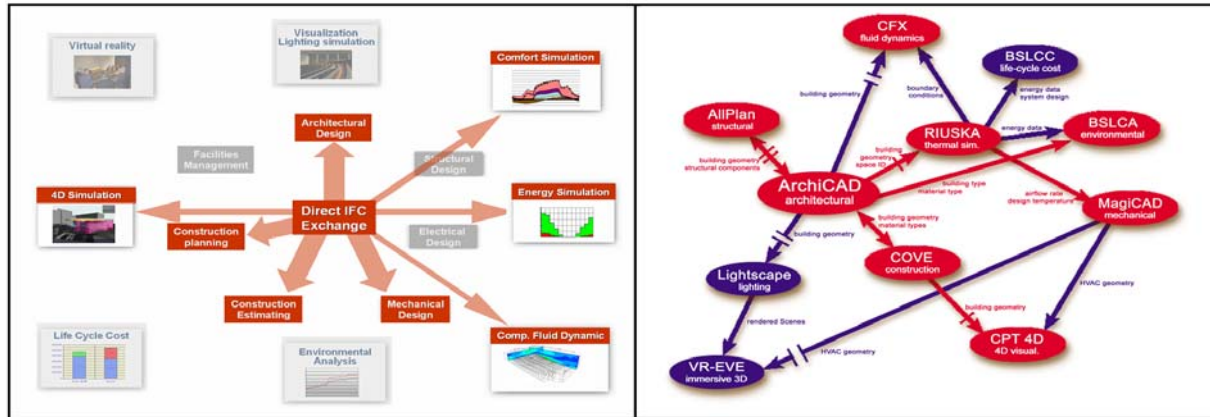 Virtual reality
Visualization
Lighting simulation
Comfort Simulation
Architectural
Design
Facilities
Management
Structural
Design
4D Simulation
Direct IFC
Exchange
Energy Simulation
Construction
planning
Electrical
Design
Construction
Estimating
Mechanical
Design
Life Cycle Cost
Environmental
Analysis
Comp. Fluid Dynamic
CFX
fluid dynamics
BSLCC
life-cycle cost
building geometry
boundary
conditions
energy data
system design
AllPlan
structural
RIUSKA
thermal sim.
energy data
BSLCA
environmental
building geometry
structural components
building
geometry
space ID
ArchiCAD
architectural
building type
material type
airflow rate
design temperature
MagiCAD
mechanical
building geometry
building geometry
material types
Lightscape
lighting
COVE
construction
HVAC geometry
building geometry
rendered Scenes
CPT 4D
4D visual.
VR-EVE
immersive 3D
HVAC geometry